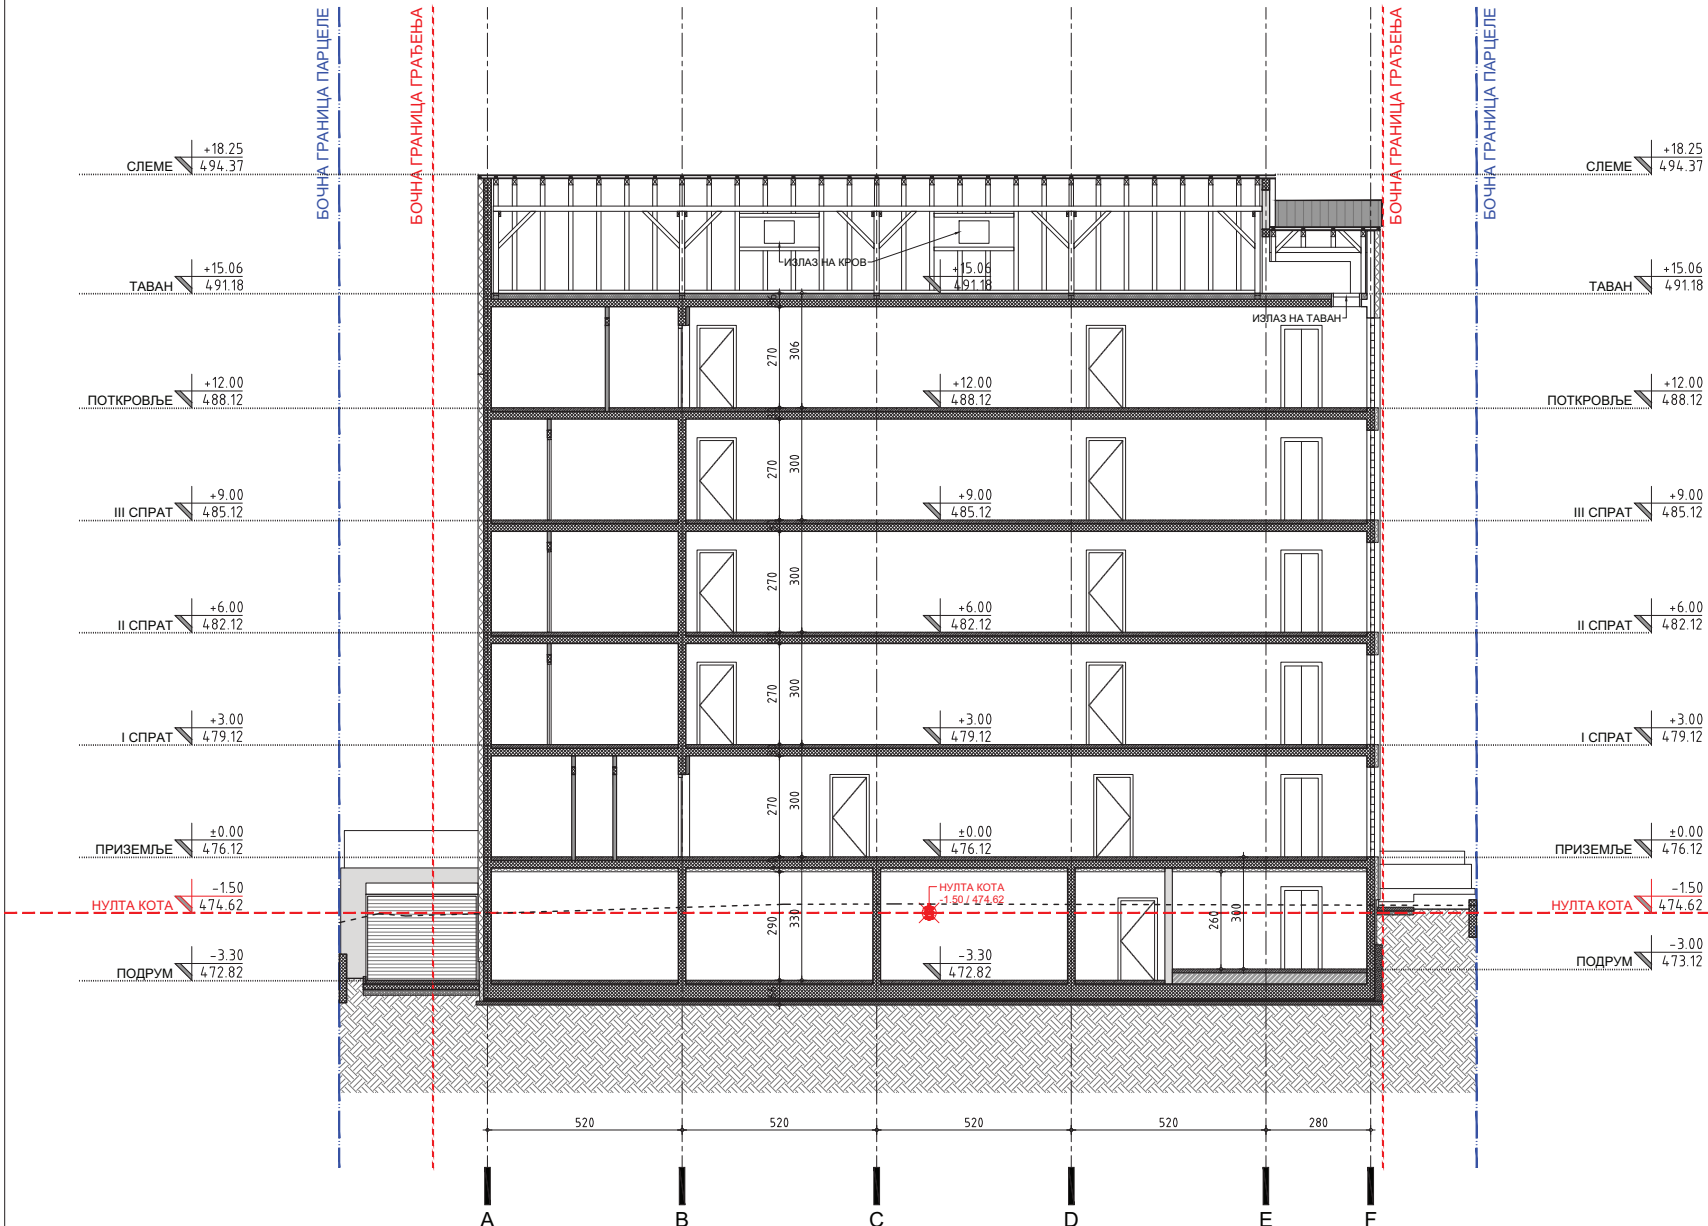 БОЧНА ГРАНИЦА ПАРЦЕЛЕ
БОЧНА ГРАНИЦА ГРАЂЕЊА
БОЧНА ГРАНИЦА ГРАЂЕЊА
БОЧНА ГРАНИЦА ПАРЦЕЛЕ
СЛЕМЕ +18.25
494.37
СЛЕМЕ +18.25
494.37
ИЗЛАЗ НА КРОВ
ТАВАН +15.06
491.18
+15.06
491.18
ТАВАН +15.06
491.18
ИЗЛАЗ НА ТАВАН
270
306
ПОТКРОВЉЕ +12.00
488.12
+12.00
488.12
ПОТКРОВЉЕ +12.00
488.12
270
300
III СПРАТ +9.00
485.12
+9.00
485.12
III СПРАТ +9.00
485.12
270
300
II СПРАТ +6.00
482.12
+6.00
482.12
II СПРАТ +6.00
482.12
270
300
I СПРАТ +3.00
479.12
+3.00
479.12
I СПРАТ +3.00
479.12
270
300
ПРИЗЕМЉЕ ±0.00
476.12
±0.00
476.12
ПРИЗЕМЉЕ ±0.00
476.12
НУЛТА КОТА -1.50
474.62
НУЛТА КОТА
-1.50 / 474.62
НУЛТА КОТА -1.50
474.62
290
330
260
300
ПОДРУМ -3.30
472.82
-3.30
472.82
ПОДРУМ -3.00
473.12
520 520 520 520 280
A B C D E F